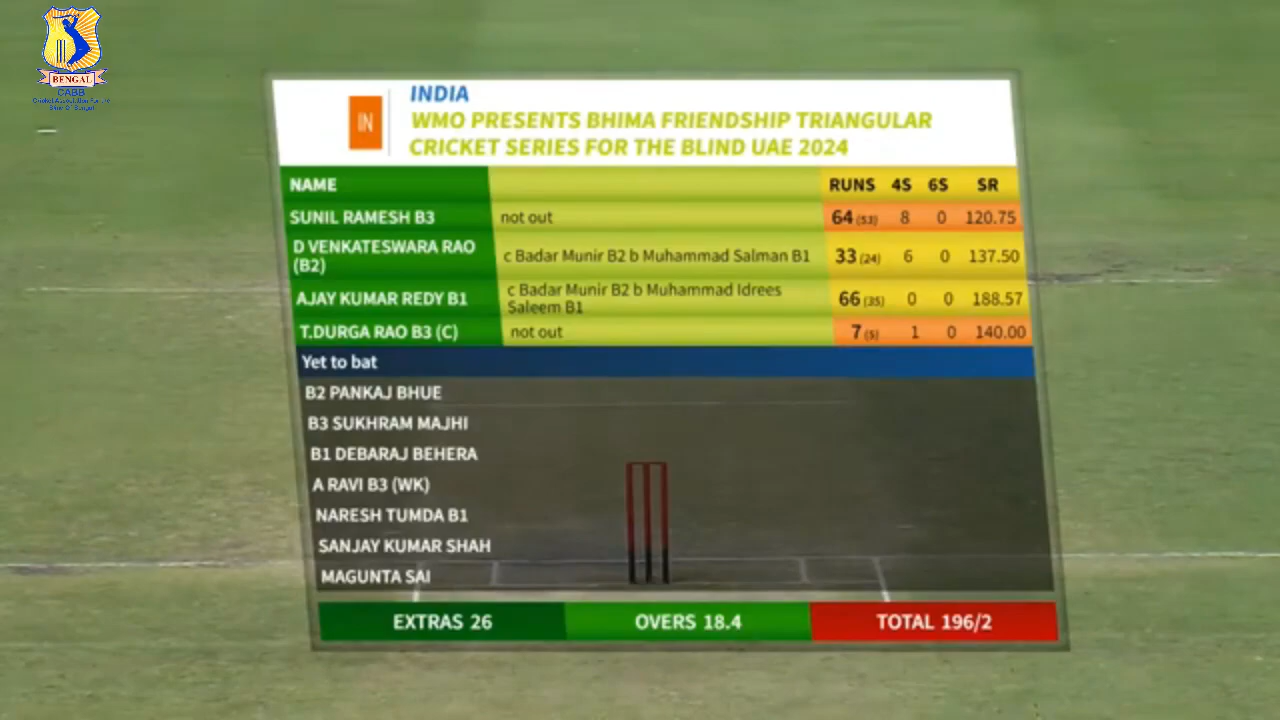 BENGAL
CABB
IN
INDIA
WMO PRESENTS BHIMA FRIENDSHIP TRIANGULAR
CRICKET SERIES FOR THE BLIND UAE 2024
NAME RUNS 4S 6S SR
SUNIL RAMESH B3 not out 64 (53) 8 0 120.75
D VENKATESWARA RAO
(B2) c Badar Munir B2 b Muhammad Salman B1 33 (24) 6 0 137.50
AJAY KUMAR REDY B1 c Badar Munir B2 b Muhammad Idrees
Saleem B1 66 (35) 0 0 188.57
T.DURGA RAO B3 (C) not out 7 (5) 1 0 140.00
Yet to bat
B2 PANKAJ BHUE
B3 SUKHRAM MAJHI
B1 DEBARAJ BEHERA
A RAVI B3 (WK)
NARESH TUMDA B1
SANJAY KUMAR SHAH
MAGUNTA SAI
EXTRAS 26 OVERS 18.4 TOTAL 196/2